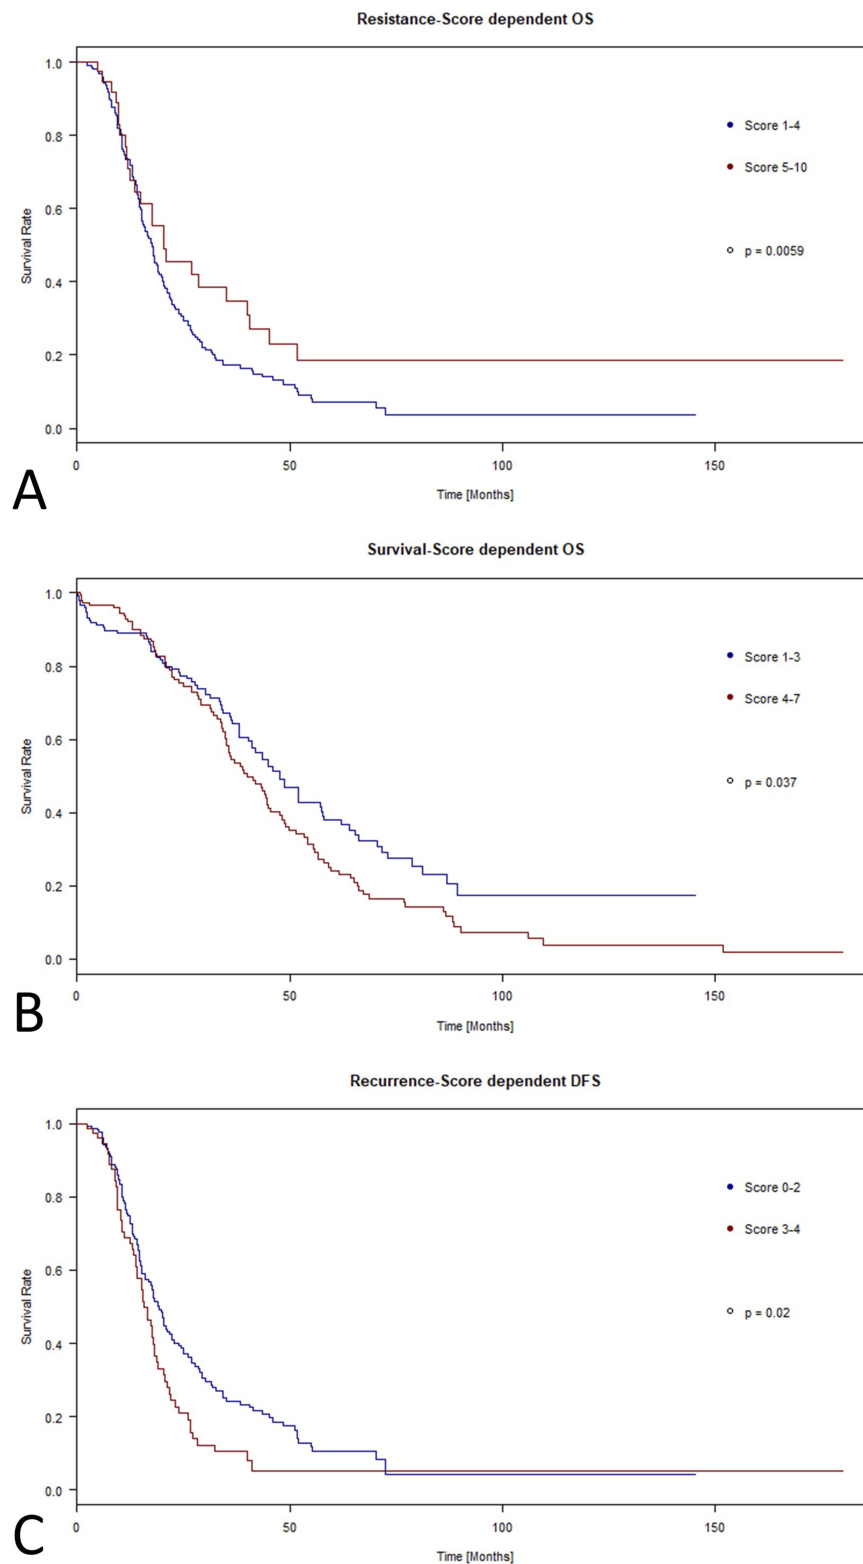 Resistance-Score dependent OS
1.0
0.8
0.6
0.4
0.2
0.0
Survival Rate
Score 1-4
Score 5-10
p = 0.0059
0 50 100 150
Time [Months]
A
Survival-Score dependent OS
1.0
0.8
0.6
0.4
0.2
0.0
Survival Rate
Score 1-3
Score 4-7
p = 0.037
0 50 100 150
Time [Months]
B
Recurrence-Score dependent DFS
1.0
0.8
0.6
0.4
0.2
0.0
Survival Rate
Score 0-2
Score 3-4
p = 0.02
0 50 100 150
Time [Months]
C